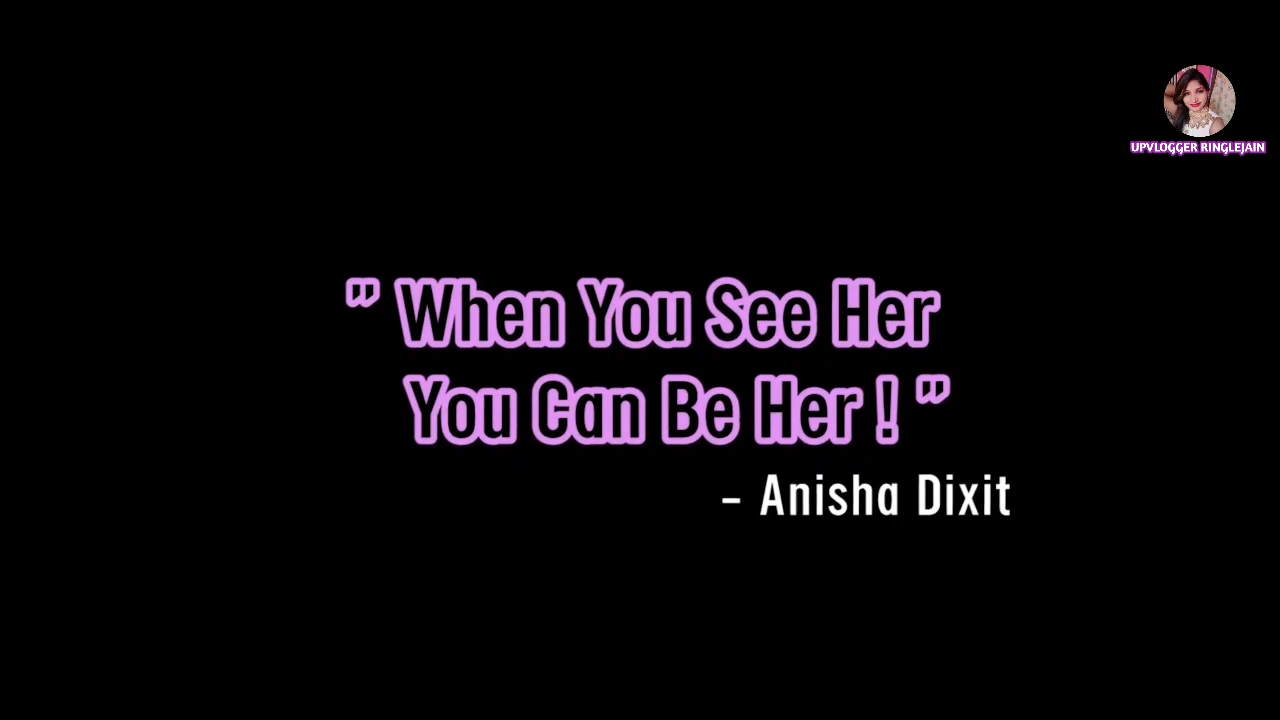 UPVLOGGER RINGLEJAIN
" When You See Her
You Can Be Her ! "
- Anisha Dixit